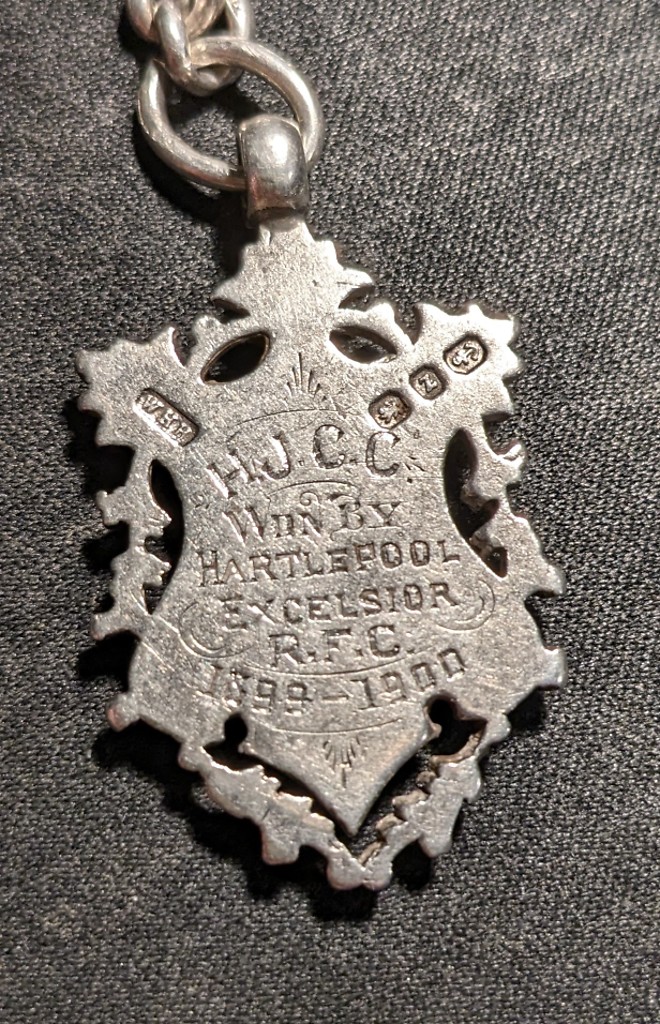 H.J.C.C.
WON BY
HARTLEPOOL
EXCELSIOR
R.F.C.
1899-1900